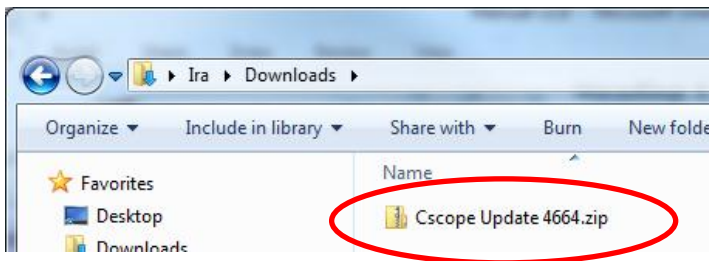 Ira Downloads
Organize Include in library Share with Burn New folde
Favorites
Name
Desktop
Cscope Update 4664.zip
Downloads